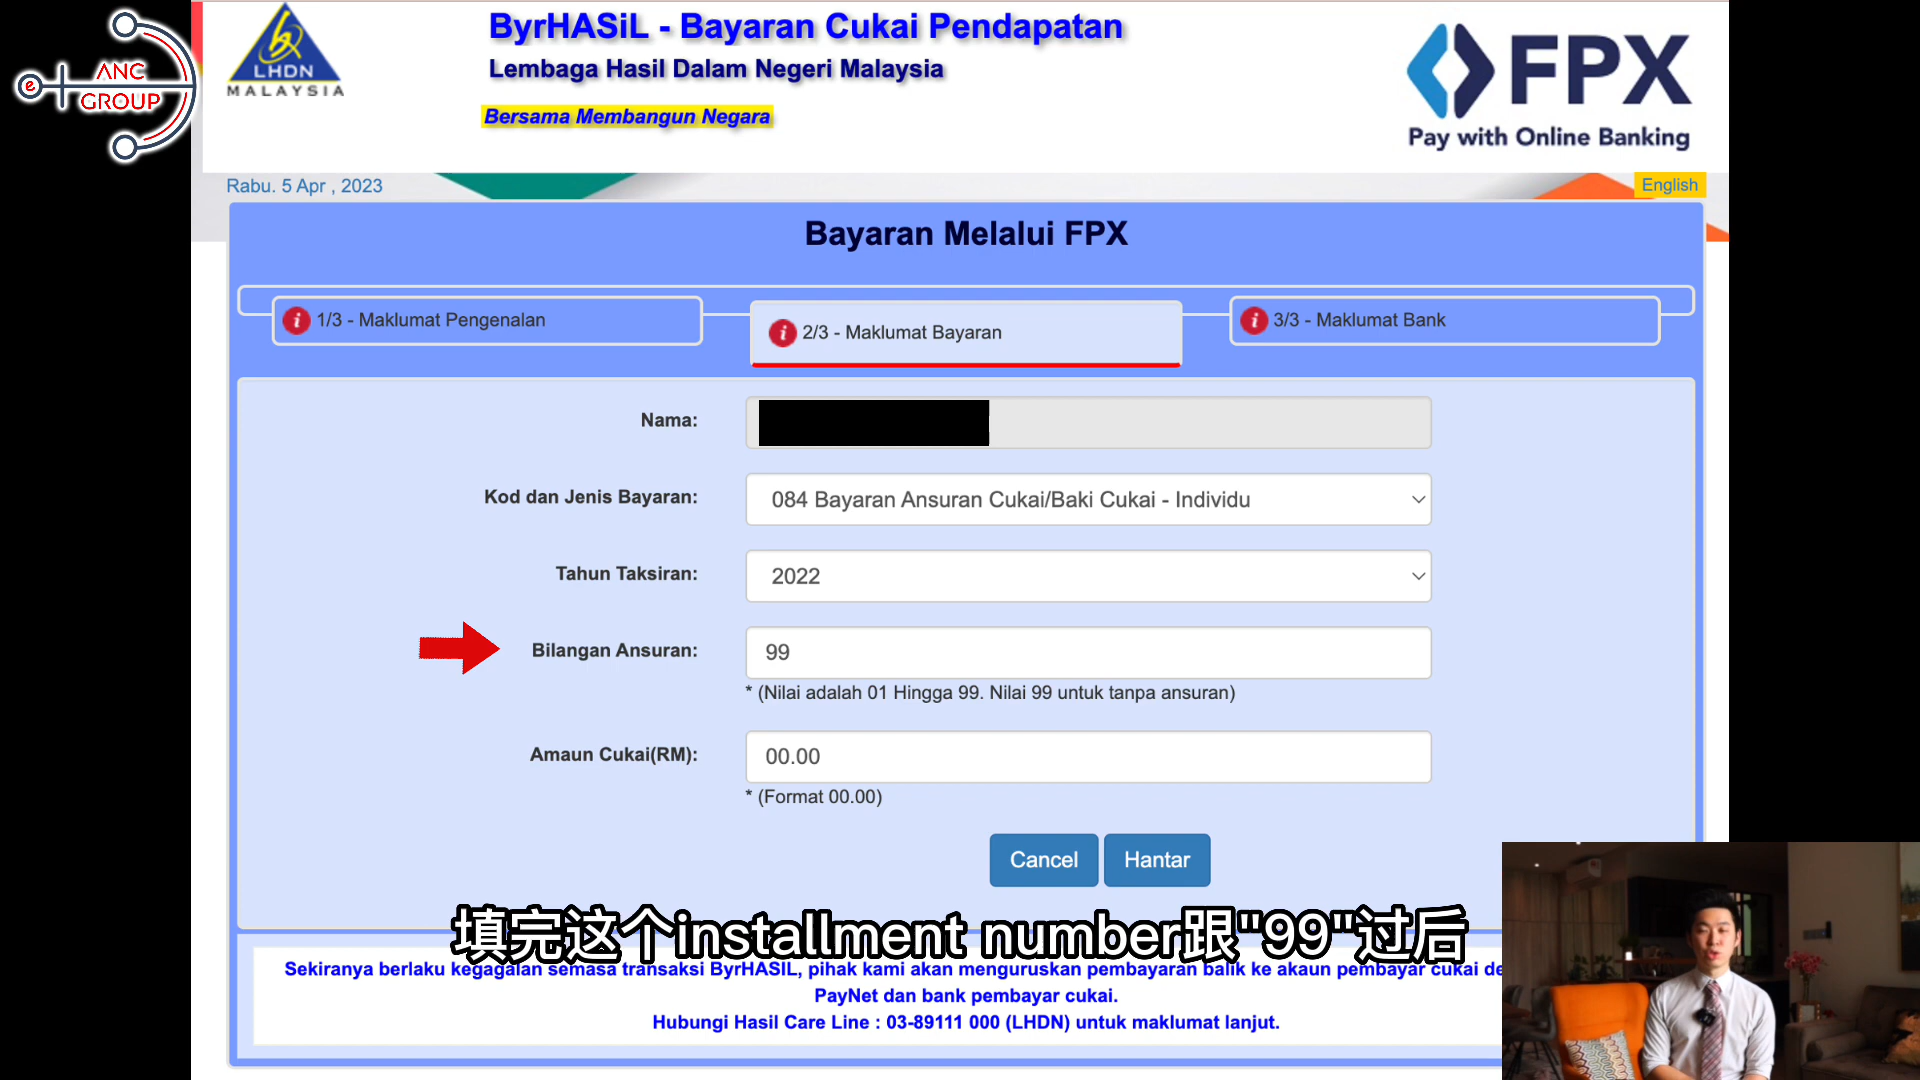 e ANC
GROUP
LHDN
MALAYSIA
ByrHASiL - Bayaran Cukai Pendapatan
Lembaga Hasil Dalam Negeri Malaysia
Bersama Membangun Negara
FPX
Pay with Online Banking
Rabu. 5 Apr , 2023
English
Bayaran Melalui FPX
i 1/3 - Maklumat Pengenalan
i 2/3 - Maklumat Bayaran
i 3/3 - Maklumat Bank
Nama:
Kod dan Jenis Bayaran: 084 Bayaran Ansuran Cukai/Baki Cukai - Individu
Tahun Taksiran: 2022
Bilangan Ansuran: 99
* (Nilai adalah 01 Hingga 99. Nilai 99 untuk tanpa ansuran)
Amaun Cukai(RM): 00.00
* (Format 00.00)
Cancel Hantar
填完这个installment number跟"99"过后
Sekiranya berlaku kegagalan semasa transaksi ByrHASIL, pihak kami akan menguruskan pembayaran balik ke akaun pembayar cukai
PayNet dan bank pembayar cukai.
Hubungi Hasil Care Line : 03-89111 000 (LHDN) untuk maklumat lanjut.